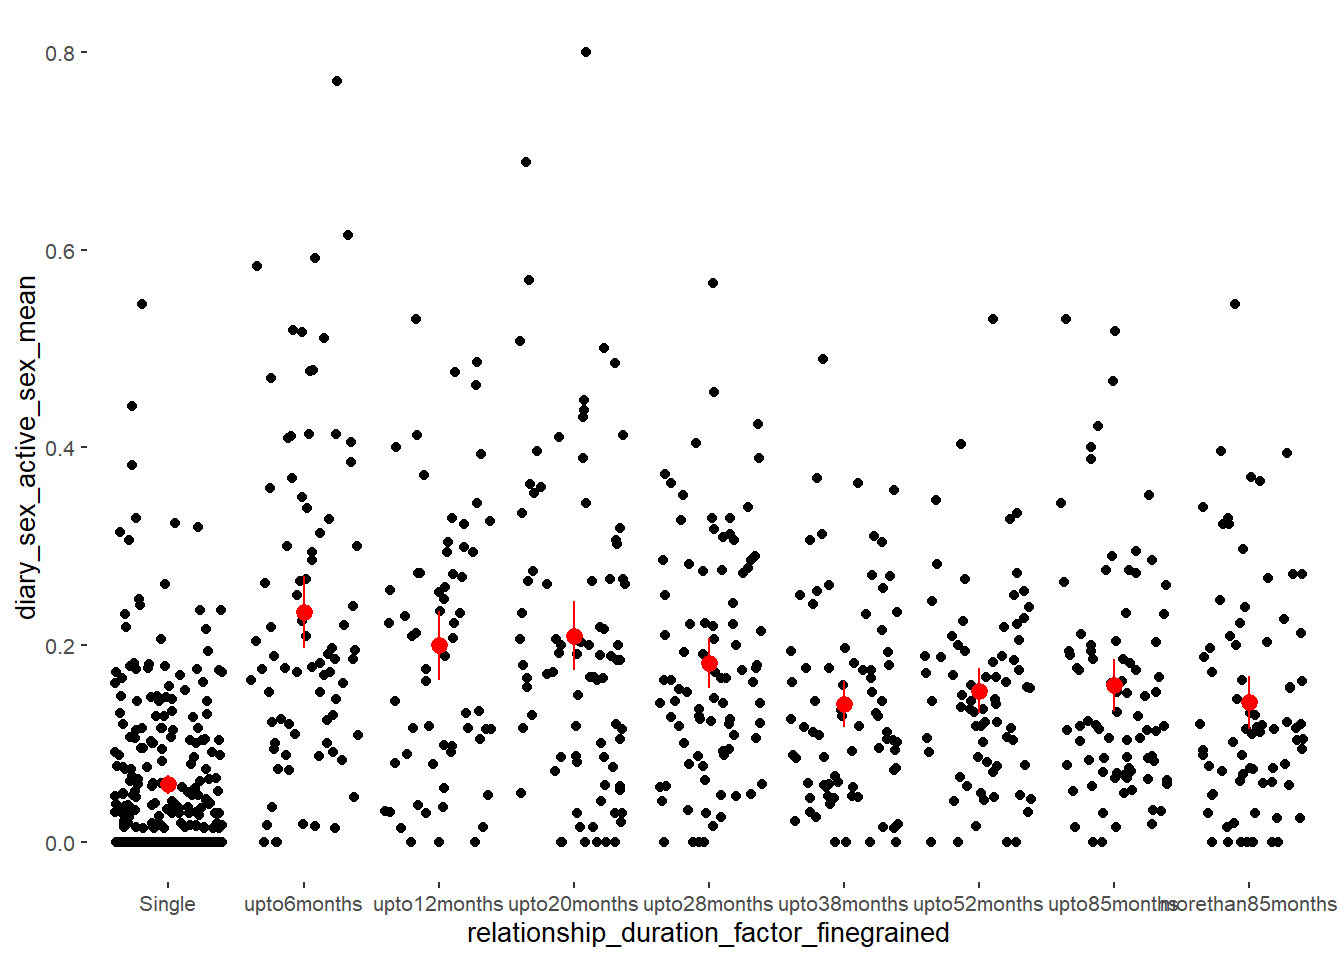 diary_sex_active_sex_mean
0.8
0.6
0.4
0.2
0.0
Single upto6months upto12months upto20months upto28months upto38months upto52months upto85months morethan85months
relationship_duration_factor_finegrained